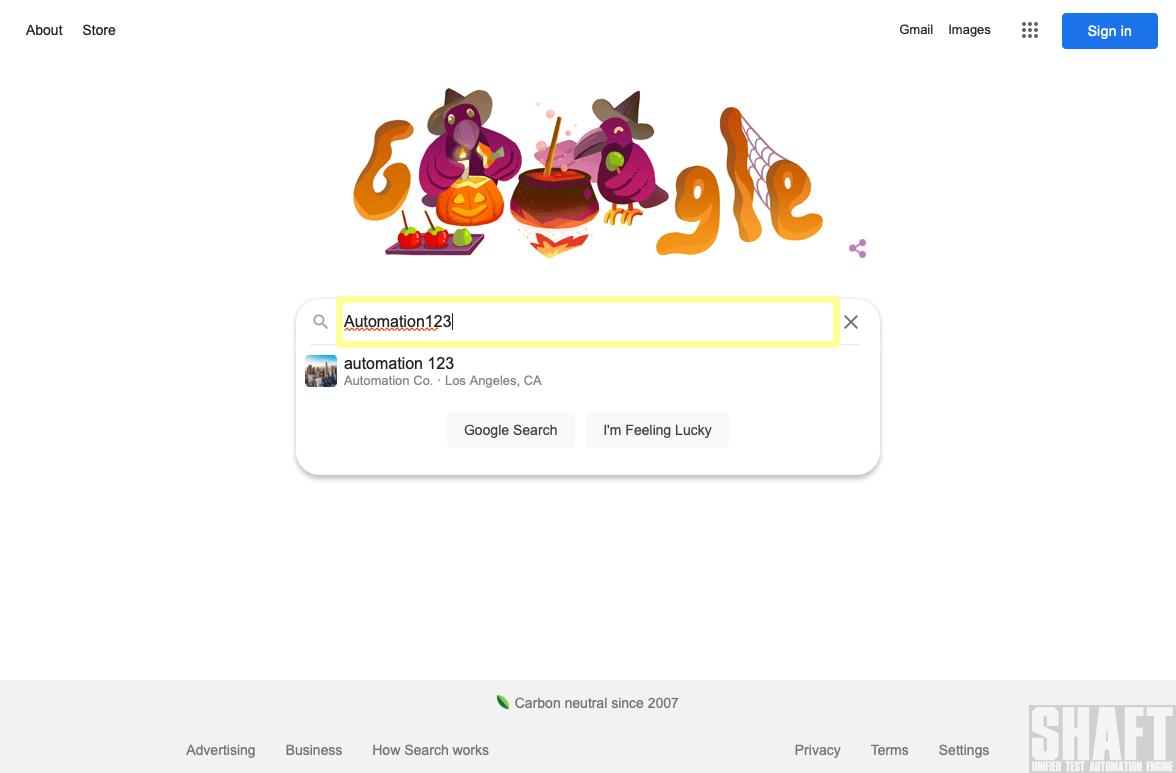 About Store
Gmail Images
Sign in
Google
Automation123
automation 123
Automation Co. · Los Angeles, CA
Google Search
I'm Feeling Lucky
Carbon neutral since 2007
Advertising Business How Search works
Privacy Terms Settings
SHAFT
UNIFIED TEST AUTOMATION ENGINE